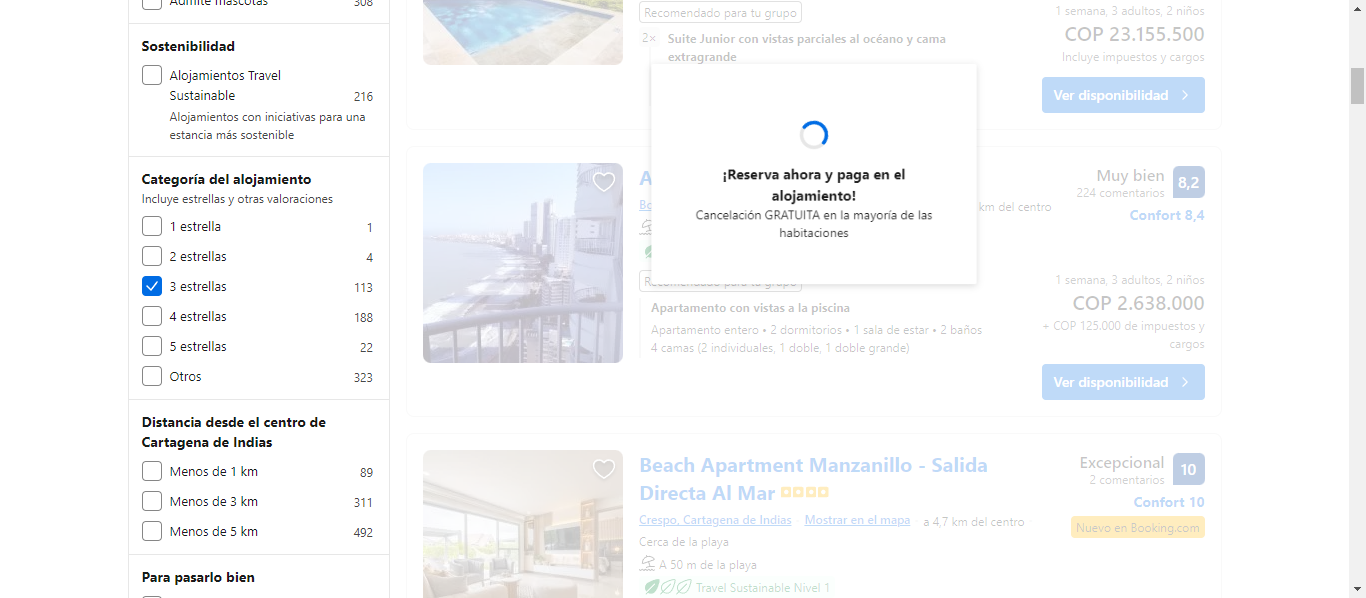 Admite mascotas 308
Sostenibilidad
Alojamientos Travel
Sustainable 216
Alojamientos con iniciativas para una
estancia más sostenible
Categoría del alojamiento
Incluye estrellas y otras valoraciones
1 estrella 1
2 estrellas 4
3 estrellas 113
4 estrellas 188
5 estrellas 22
Otros 323
Distancia desde el centro de
Cartagena de Indias
Menos de 1 km 89
Menos de 3 km 311
Menos de 5 km 492
Para pasarlo bien
Recomendado para tu grupo
2× Suite Junior con vistas parciales al océano y cama
extragrande
1 semana, 3 adultos, 2 niños
COP 23.155.500
Incluye impuestos y cargos
Ver disponibilidad
¡Reserva ahora y paga en el
alojamiento!
Cancelación GRATUITA en la mayoría de las
habitaciones
A
Bo
km del centro
Muy bien 8,2
224 comentarios
Confort 8,4
Recomendado para tu grupo
Apartamento con vistas a la piscina
Apartamento entero • 2 dormitorios • 1 sala de estar • 2 baños
4 camas (2 individuales, 1 doble, 1 doble grande)
1 semana, 3 adultos, 2 niños
COP 2.638.000
+ COP 125.000 de impuestos y
cargos
Ver disponibilidad
Beach Apartment Manzanillo - Salida
Directa Al Mar
Crespo, Cartagena de Indias Mostrar en el mapa a 4,7 km del centro
Cerca de la playa
A 50 m de la playa
Travel Sustainable Nivel 1
Excepcional 10
2 comentarios
Confort 10
Nuevo en Booking.com